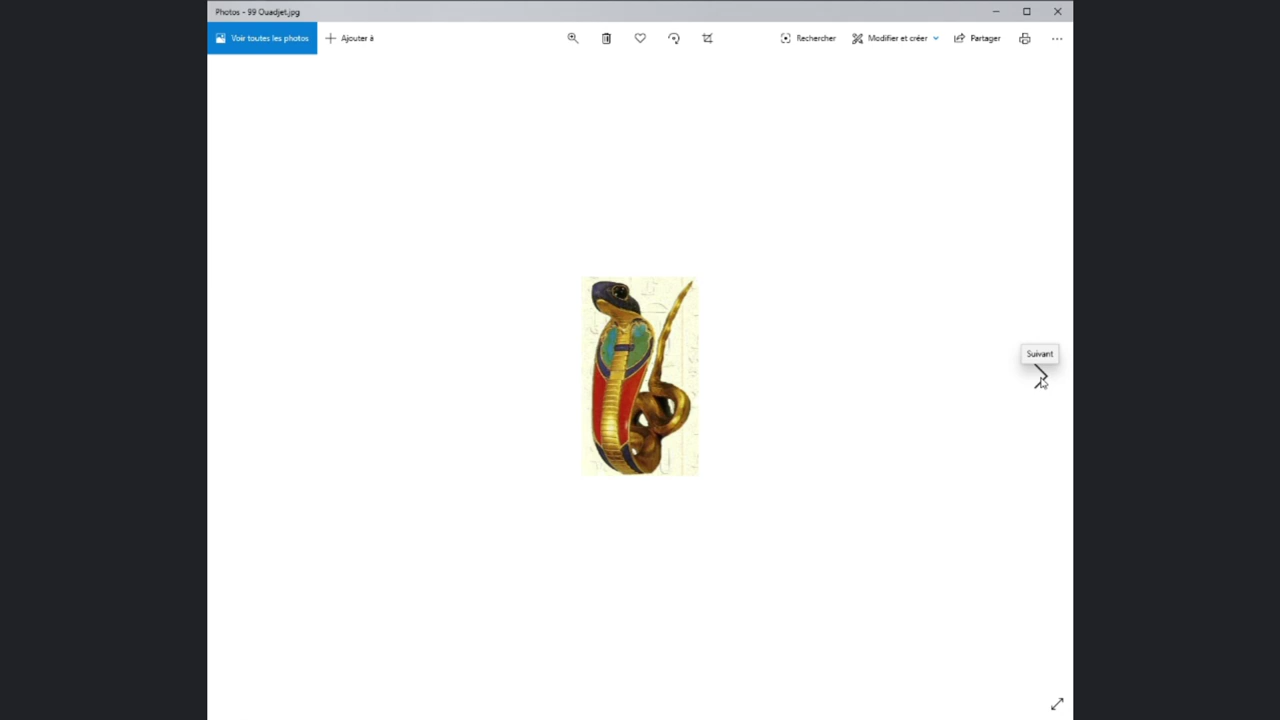 Photos - 99 Ouadjet.jpg
Voir toutes les photos
Ajouter à
Rechercher
Modifier et créer
Partager
Suivant